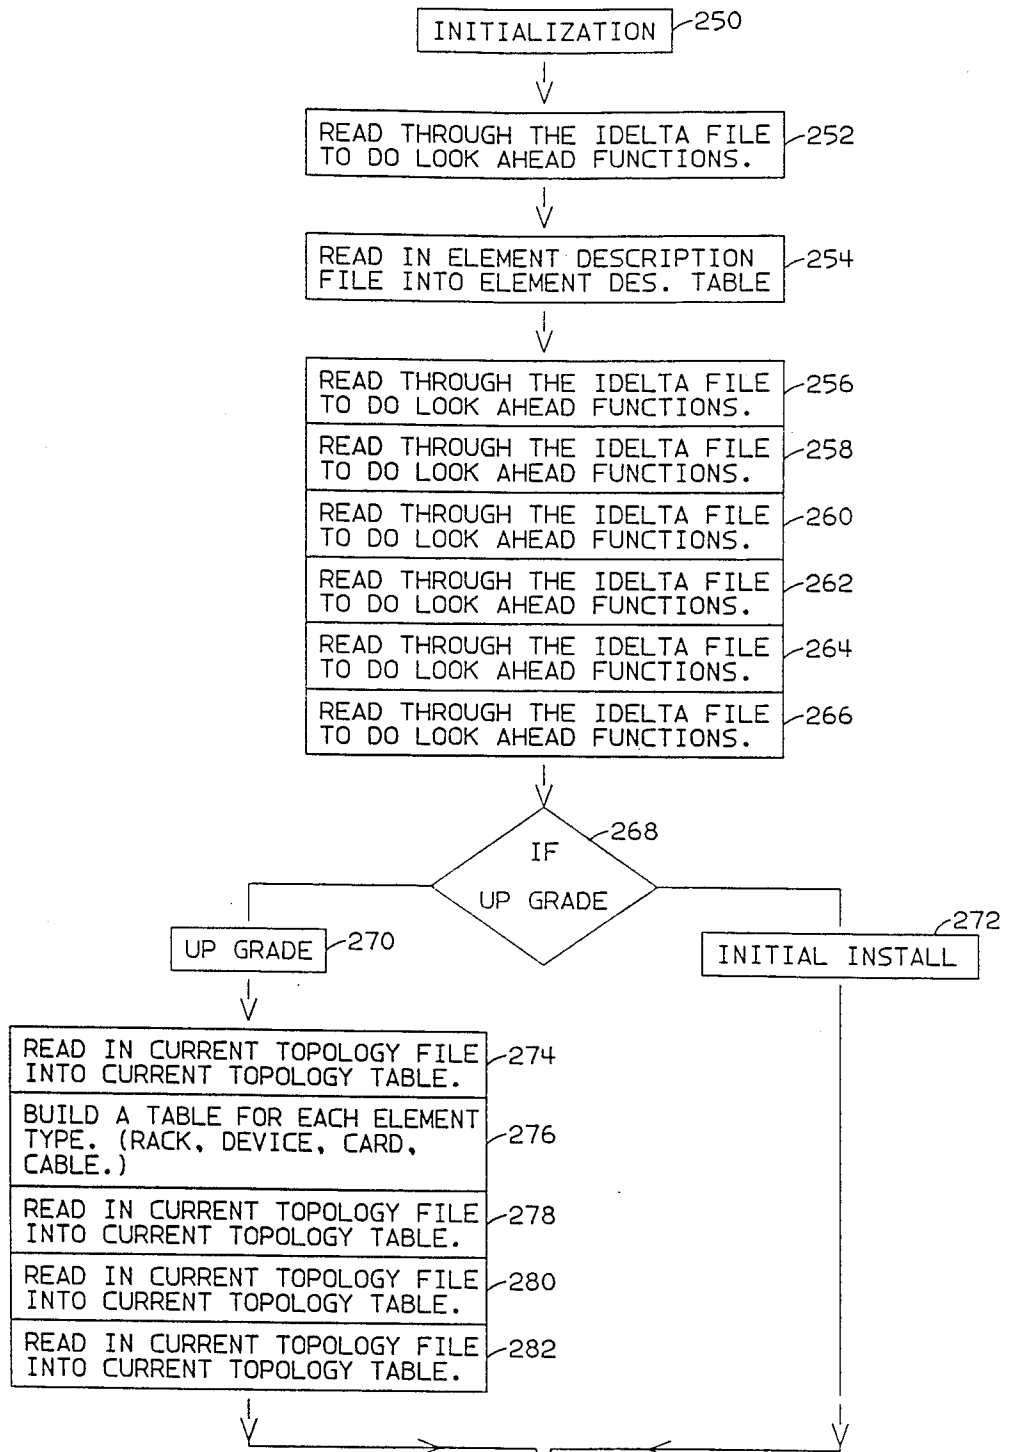 INITIALIZATION 250
READ THROUGH THE IDELTA FILE 252
TO DO LOOK AHEAD FUNCTIONS.
READ IN ELEMENT DESCRIPTION 254
FILE INTO ELEMENT DES. TABLE
READ THROUGH THE IDELTA FILE 256
TO DO LOOK AHEAD FUNCTIONS.
READ THROUGH THE IDELTA FILE 258
TO DO LOOK AHEAD FUNCTIONS.
READ THROUGH THE IDELTA FILE 260
TO DO LOOK AHEAD FUNCTIONS.
READ THROUGH THE IDELTA FILE 262
TO DO LOOK AHEAD FUNCTIONS.
READ THROUGH THE IDELTA FILE 264
TO DO LOOK AHEAD FUNCTIONS.
READ THROUGH THE IDELTA FILE 266
TO DO LOOK AHEAD FUNCTIONS.
268
IF
UP GRADE
UP GRADE 270
272
INITIAL INSTALL
READ IN CURRENT TOPOLOGY FILE 274
INTO CURRENT TOPOLOGY TABLE.
BUILD A TABLE FOR EACH ELEMENT
TYPE. (RACK, DEVICE, CARD, 276
CABLE.)
READ IN CURRENT TOPOLOGY FILE 278
INTO CURRENT TOPOLOGY TABLE.
READ IN CURRENT TOPOLOGY FILE 280
INTO CURRENT TOPOLOGY TABLE.
READ IN CURRENT TOPOLOGY FILE 282
INTO CURRENT TOPOLOGY TABLE.